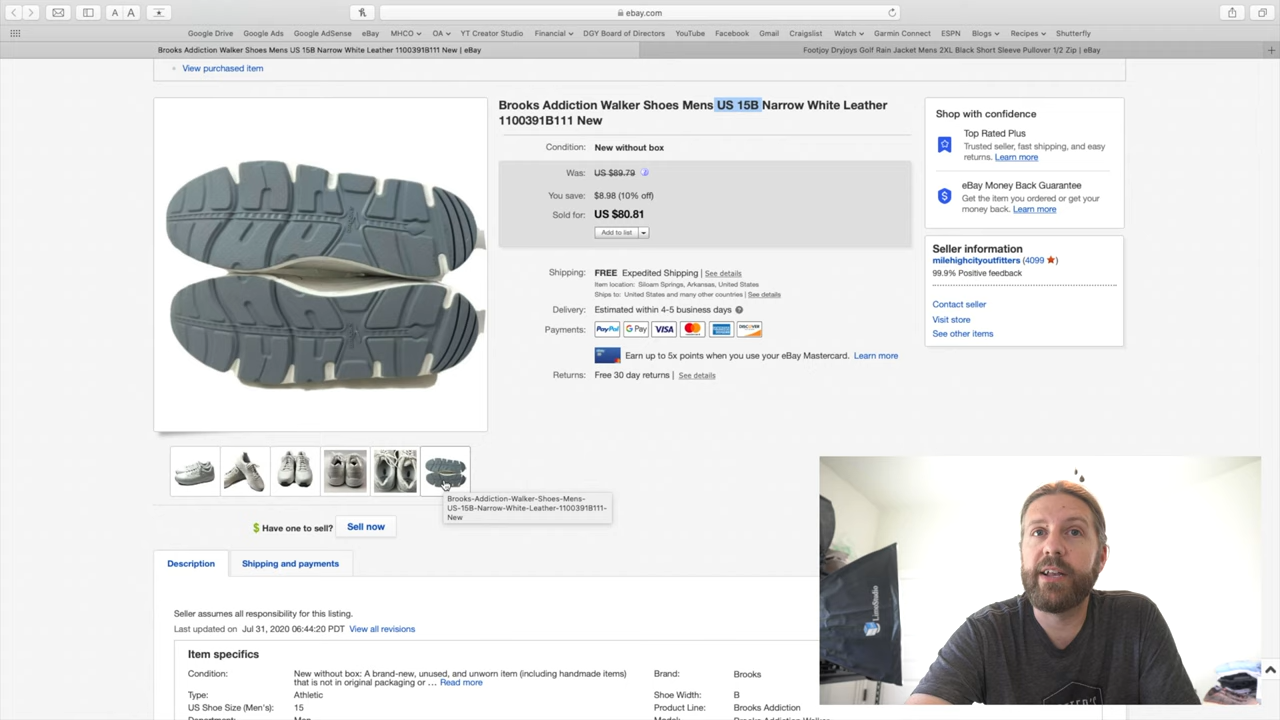 A A
ebay.com
Google Drive Google Ads Google AdSense eBay MHCO OA YT Creator Studio Financial DGY Board of Directors YouTube Facebook Gmail Craigslist Watch Garmin Connect ESPN Blogs Recipes Shutterfly
Brooks Addiction Walker Shoes Mens US 15B Narrow White Leather 1100391B111 New | eBay
Footjoy Dryjoys Golf Rain Jacket Mens 2XL Black Short Sleeve Pullover 1/2 Zip | eBay
View purchased item
Brooks Addiction Walker Shoes Mens US 15B Narrow White Leather
1100391B111 New
Condition: New without box
Was: US $89.79
You save: $8.98 (10% off)
Sold for: US $80.81
Add to list
Shipping: FREE Expedited Shipping | See details
Item location: Siloam Springs, Arkansas, United States
Ships to: United States and many other countries | See details
Delivery: Estimated within 4-5 business days
Payments: PayPal G Pay VISA
DISCOVER
Earn up to 5x points when you use your eBay Mastercard. Learn more
Returns: Free 30 day returns | See details
Shop with confidence
Top Rated Plus
Trusted seller, fast shipping, and easy
returns. Learn more
eBay Money Back Guarantee
Get the item you ordered or get your
money back. Learn more
Seller information
milehighcityoutfitters (4099 )
99.9% Positive feedback
Contact seller
Visit store
See other items
Brooks-Addiction-Walker-Shoes-Mens-
US-15B-Narrow-White-Leather-1100391B111-
New
$ Have one to sell? Sell now
Description Shipping and payments
Seller assumes all responsibility for this listing.
Last updated on Jul 31, 2020 06:44:20 PDT View all revisions
Item specifics
Condition: New without box: A brand-new, unused, and unworn item (including handmade items)
that is not in original packaging or ... Read more
Brand: Brooks
Type: Athletic
Shoe Width: B
US Shoe Size (Men's): 15
Product Line: Brooks Addiction
LimoStudio